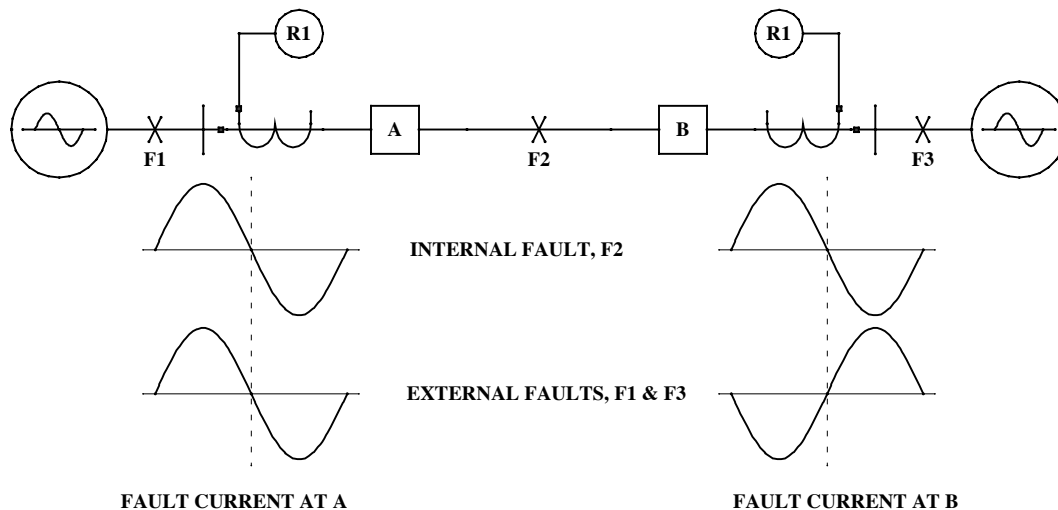 R1 R1
A B
F1 F2 F3
INTERNAL FAULT, F2
EXTERNAL FAULTS, F1 & F3
FAULT CURRENT AT A FAULT CURRENT AT B